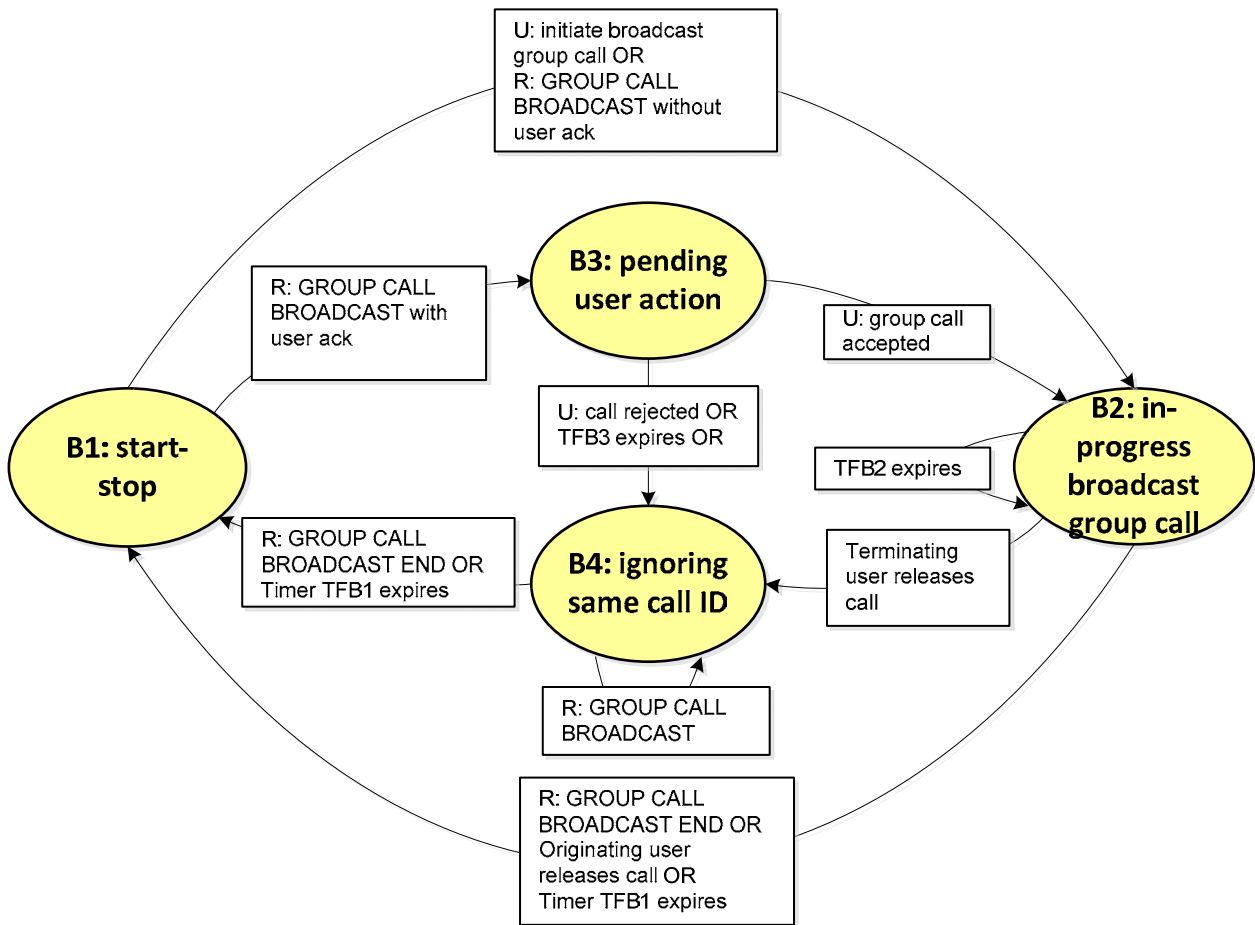 U: initiate broadcast
group call OR
R: GROUP CALL
BROADCAST without
user ack
B3: pending
user action
R: GROUP CALL
BROADCAST with
user ack
U: group call
accepted
B1: start-
stop
U: call rejected OR
TFB3 expires OR
B2: in-
progress
broadcast
group call
TFB2 expires
R: GROUP CALL
BROADCAST END OR
Timer TFB1 expires
B4: ignoring
same call ID
Terminating
user releases
call
R: GROUP CALL
BROADCAST
R: GROUP CALL
BROADCAST END OR
Originating user
releases call OR
Timer TFB1 expires